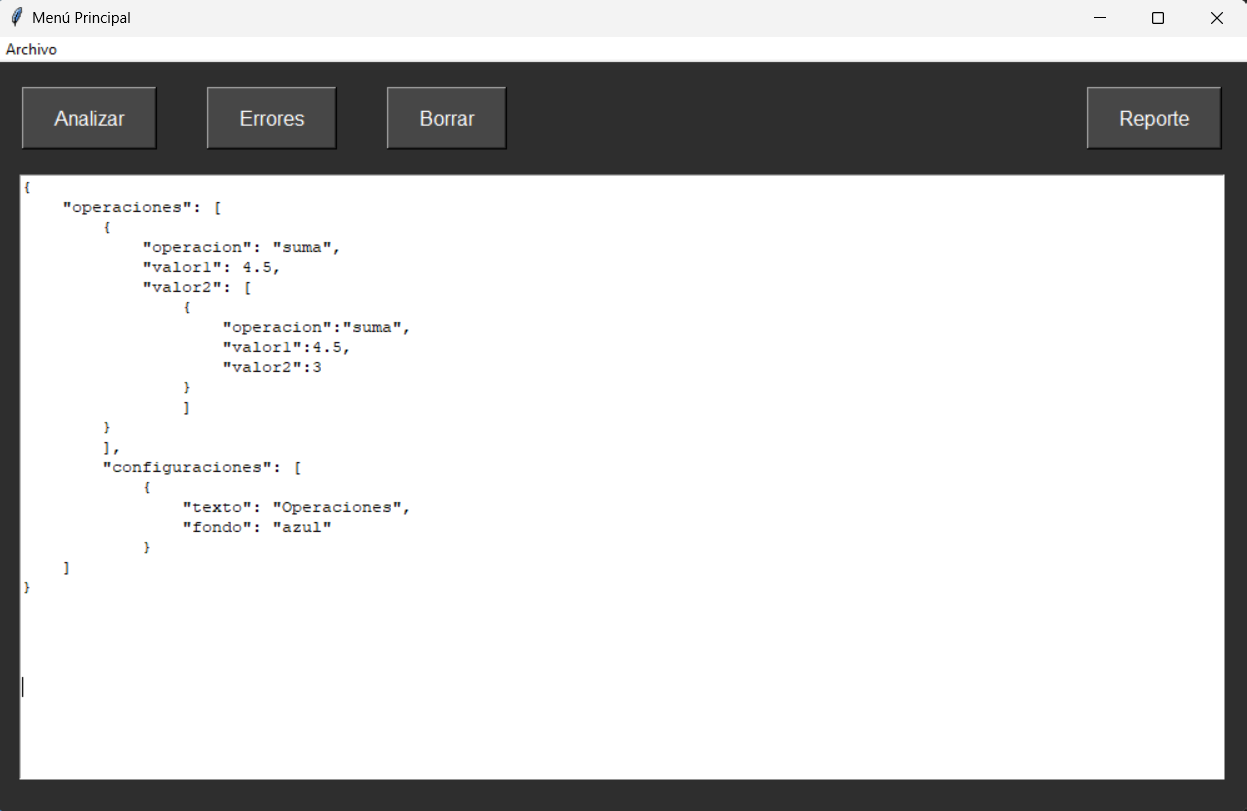 Menú Principal
Archivo
Analizar Errores Borrar Reporte
{
    "operaciones": [
        {
            "operacion": "suma",
            "valor1": 4.5,
            "valor2": [
                {
                    "operacion":"suma",
                    "valor1":4.5,
                    "valor2":3
                }
                ]
        }
        ],
        "configuraciones": [
            {
                "texto": "Operaciones",
                "fondo": "azul"
            }
    ]
}